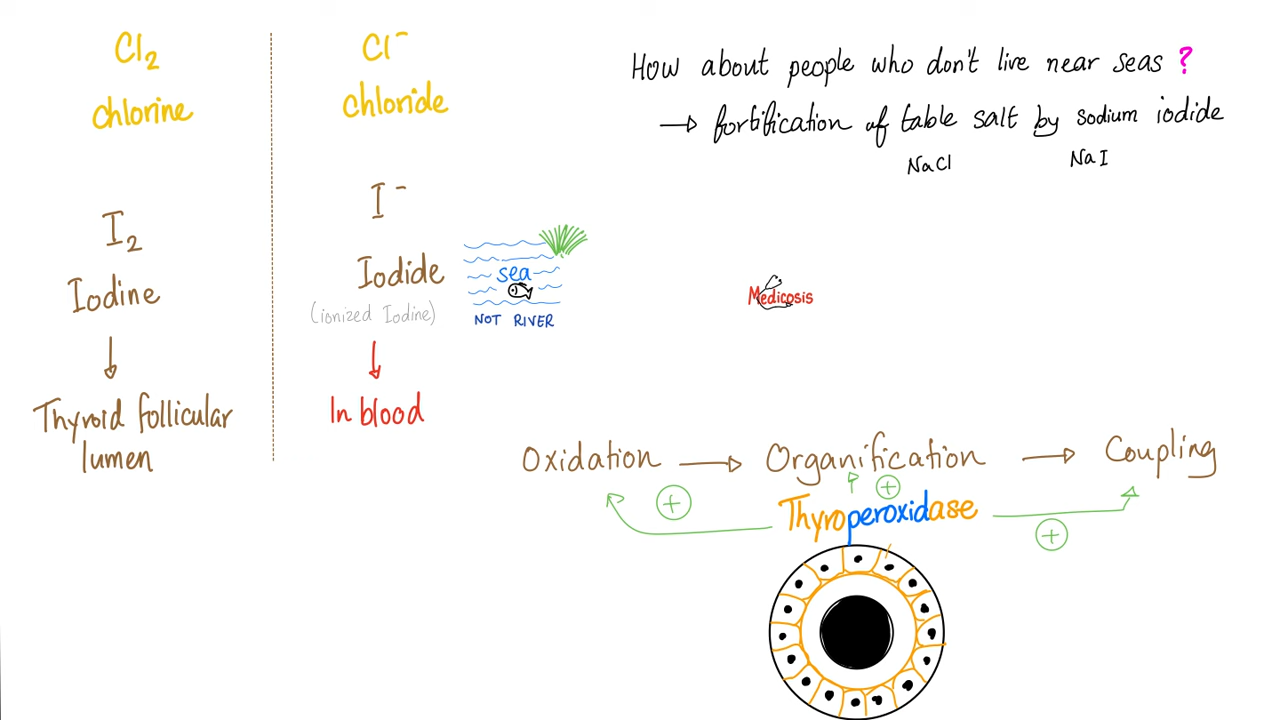 Cl2
chlorine
I2
Iodine
Thyroid follicular
lumen
Cl⁻
chloride
I⁻
Iodide
(ionized Iodine)
In blood
sea
NOT RIVER
How about people who don't live near seas ?
→ fortification of table salt by sodium iodide
NaCl NaI
Medicosis
Oxidation → Organification → Coupling
+ + +
Thyroperoxidase